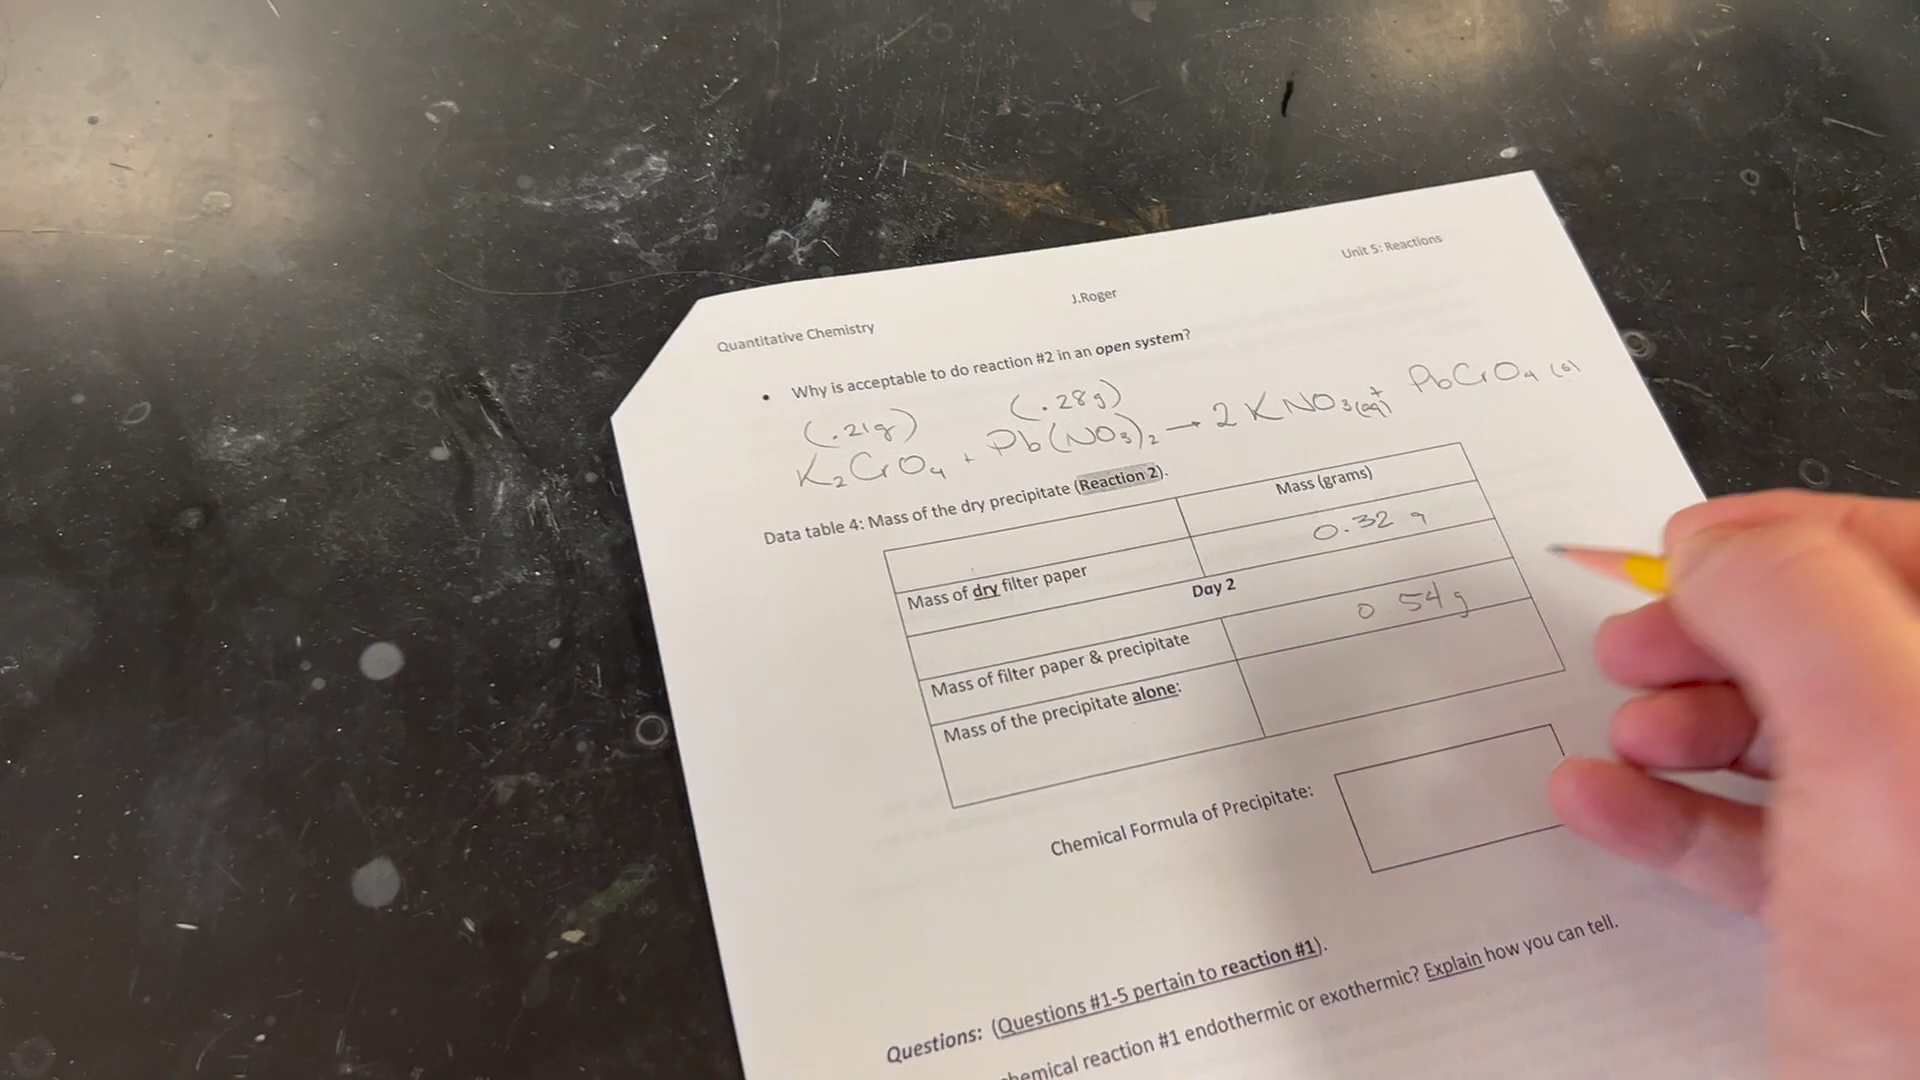 Unit 5: Reactions
J.Roger
Quantitative Chemistry
• Why is acceptable to do reaction #2 in an open system?
(.21g) (.28g)
K₂CrO₄ + Pb(NO₃)₂ → 2KNO₃(aq) + PbCrO₄ (s)
Data table 4: Mass of the dry precipitate (Reaction 2).
Mass (grams)
Mass of dry filter paper 0.32 g
Day 2
Mass of filter paper & precipitate 0.54g
Mass of the precipitate alone:
Chemical Formula of Precipitate:
Questions: (Questions #1-5 pertain to reaction #1).
hemical reaction #1 endothermic or exothermic? Explain how you can tell.